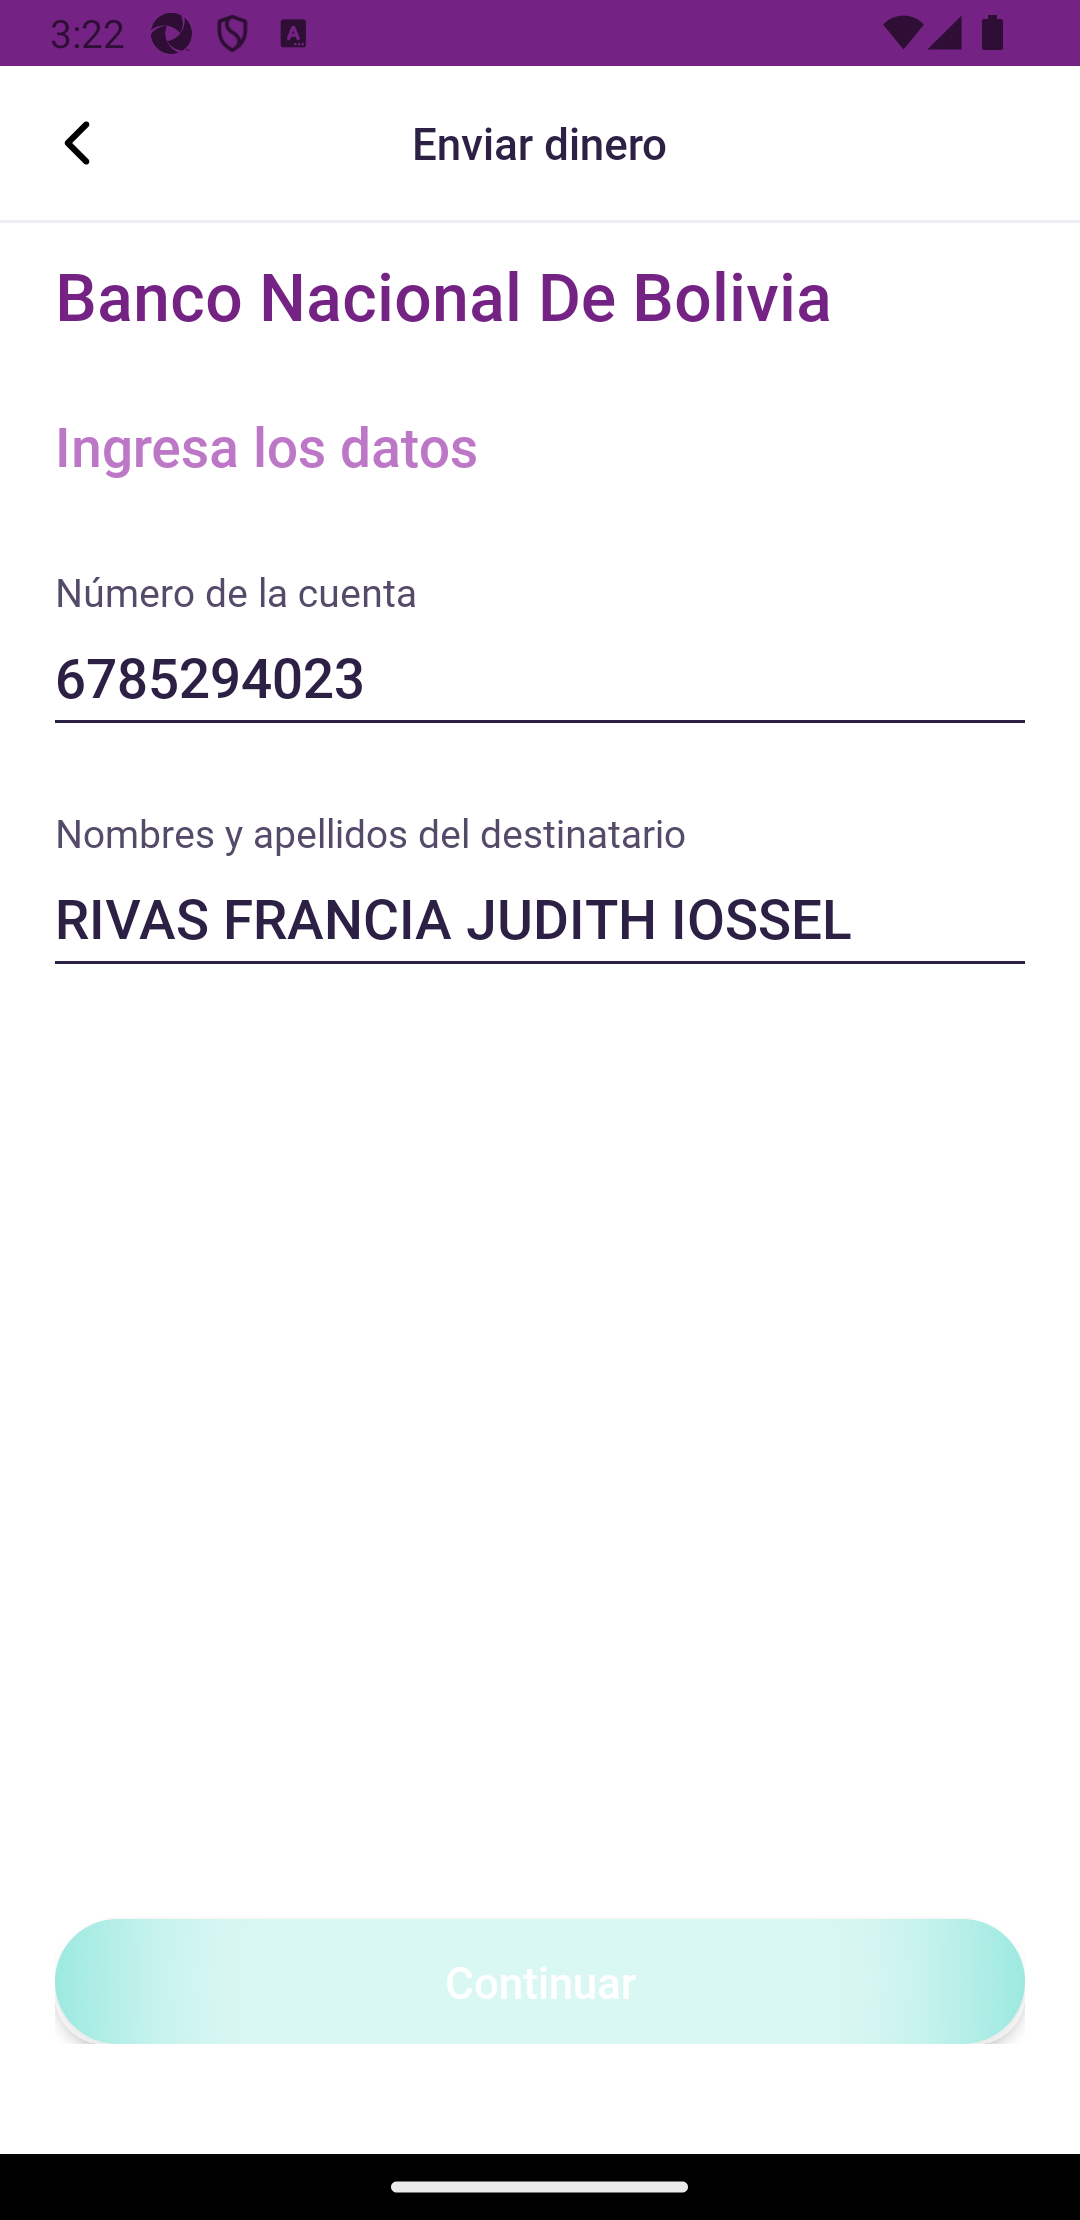 3:22
Enviar dinero
Banco Nacional De Bolivia
Ingresa los datos
Número de la cuenta
6785294023
Nombres y apellidos del destinatario
RIVAS FRANCIA JUDITH IOSSEL
Continuar